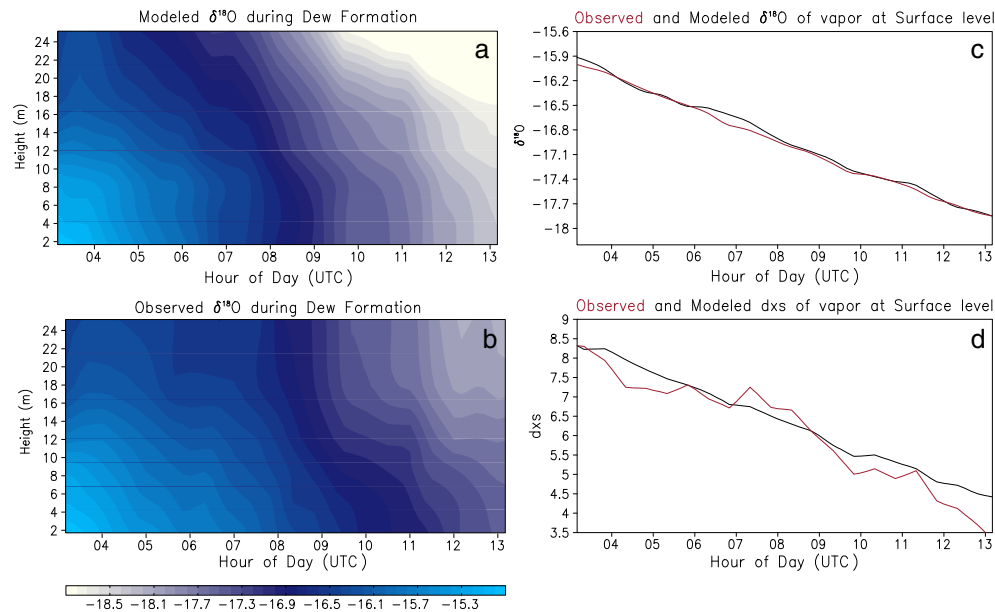 Modeled δ¹⁸O during Dew Formation
a
Height (m)
24
22
20
18
16
14
12
10
8
6
4
2
04 05 06 07 08 09 10 11 12 13
Hour of Day (UTC)
Observed δ¹⁸O during Dew Formation
b
Height (m)
24
22
20
18
16
14
12
10
8
6
4
2
04 05 06 07 08 09 10 11 12 13
Hour of Day (UTC)
-18.5 -18.1 -17.7 -17.3 -16.9 -16.5 -16.1 -15.7 -15.3
Observed and Modeled δ¹⁸O of vapor at Surface level
c
δ¹⁸O
-15.6
-15.9
-16.2
-16.5
-16.8
-17.1
-17.4
-17.7
-18
04 05 06 07 08 09 10 11 12 13
Hour of Day (UTC)
Observed and Modeled dxs of vapor at Surface level
d
dxs
9
8.5
8
7.5
7
6.5
6
5.5
5
4.5
4
3.5
04 05 06 07 08 09 10 11 12 13
Hour of Day (UTC)